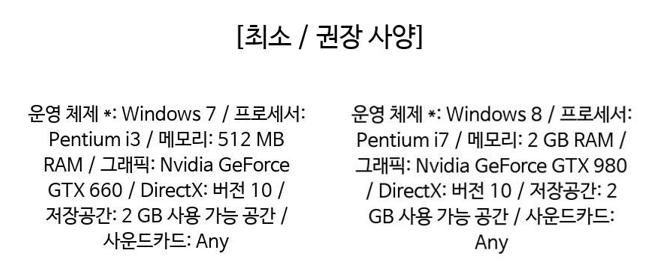 [최소 / 권장 사양]
운영 체제 *: Windows 7 / 프로세서:
Pentium i3 / 메모리: 512 MB
RAM / 그래픽: Nvidia GeForce
GTX 660 / DirectX: 버전 10 /
저장공간: 2 GB 사용 가능 공간 /
사운드카드: Any
운영 체제 *: Windows 8 / 프로세서:
Pentium i7 / 메모리: 2 GB RAM /
그래픽: Nvidia GeForce GTX 980
/ DirectX: 버전 10 / 저장공간: 2
GB 사용 가능 공간 / 사운드카드:
Any